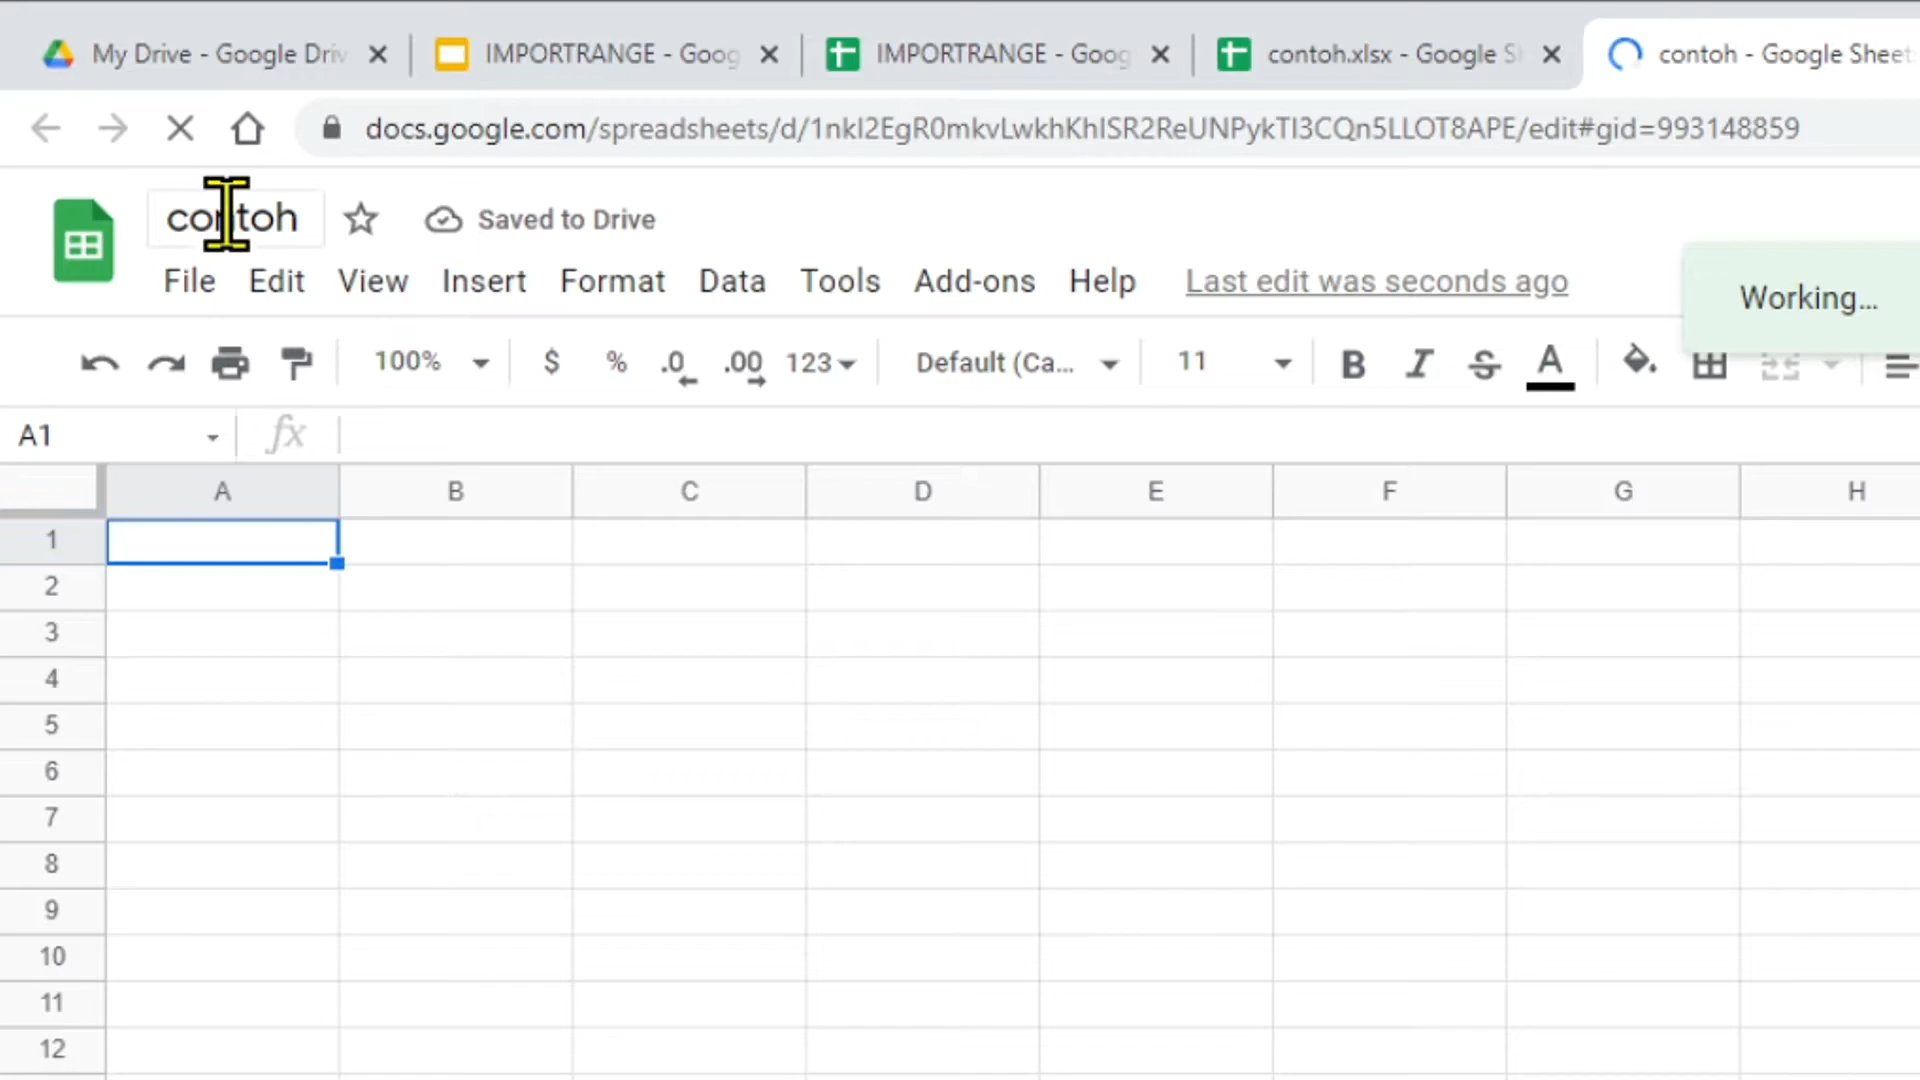 My Drive - Google Driv
IMPORTRANGE - Goog
IMPORTRANGE - Goog
contoh.xlsx - Google S
contoh - Google Sheet
docs.google.com/spreadsheets/d/1nkI2EgR0mkvLwkhKhISR2ReUNPykTI3CQn5LLOT8APE/edit#gid=993148859
contoh
Saved to Drive
File Edit View Insert Format Data Tools Add-ons Help Last edit was seconds ago
Working...
100% $ % .0 .00 123 Default (Ca... 11 B I S A
A1 fx
A B C D E F G H
1
2
3
4
5
6
7
8
9
10
11
12